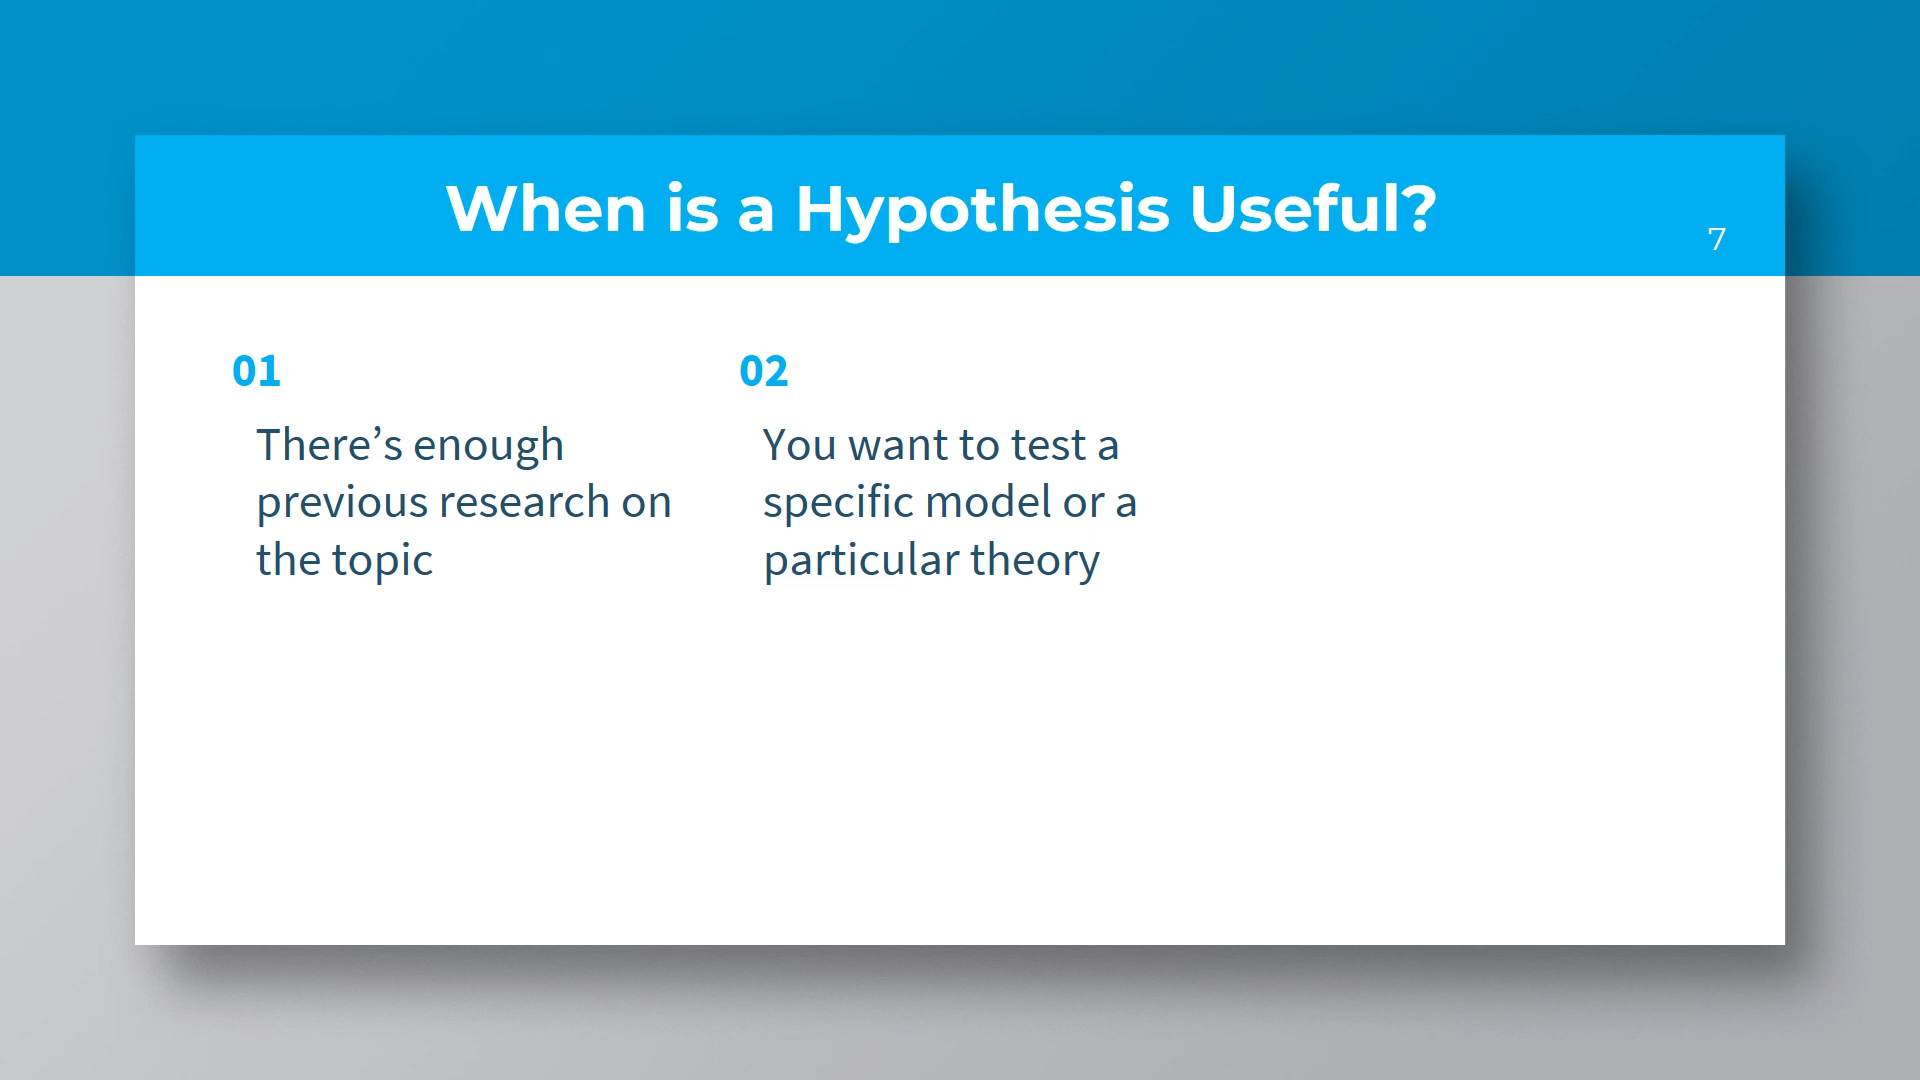 When is a Hypothesis Useful?
7
01
There’s enough
previous research on
the topic
02
You want to test a
specific model or a
particular theory